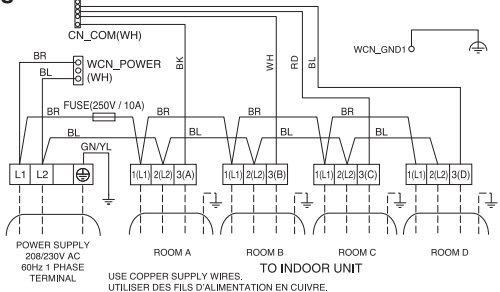 CN_COM(WH)
WCN_POWER
(WH)
WCN_GND1
BR
BL
BK
WH
RD
BL
FUSE(250V / 10A)
BR
BL
GN/YL
BR
BL
BR
BL
BR
BL
L1 L2
1(L1) 2(L2) 3(A)
1(L1) 2(L2) 3(B)
1(L1) 2(L2) 3(C)
1(L1) 2(L2) 3(D)
POWER SUPPLY
208/230V AC
60Hz 1 PHASE
TERMINAL
ROOM A
ROOM B
ROOM C
ROOM D
TO INDOOR UNIT
USE COPPER SUPPLY WIRES.
UTILISER DES FILS D'ALIMENTATION EN CUIVRE.